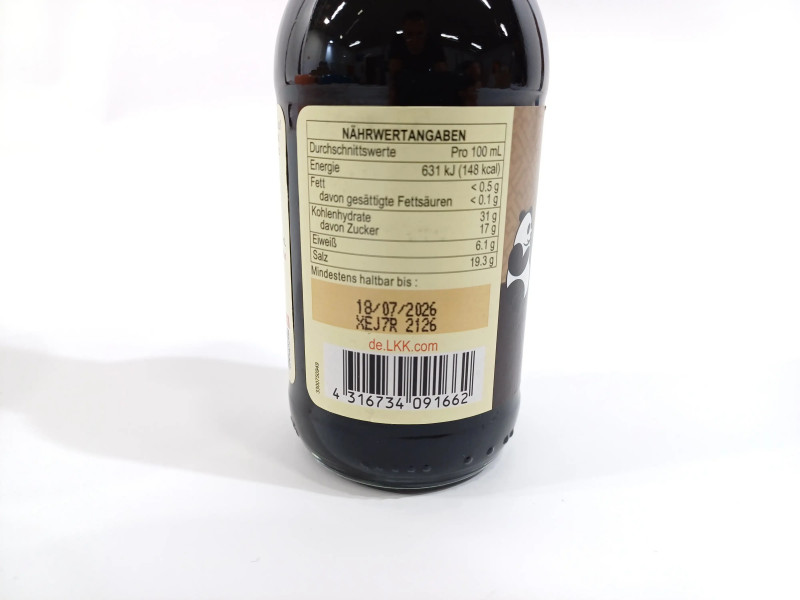 NÄHRWERTANGABEN
Durchschnittswerte Pro 100 mL
Energie 631 kJ (148 kcal)
Fett < 0.5 g
davon gesättigte Fettsäuren < 0.1 g
Kohlenhydrate 31 g
davon Zucker 17 g
Eiweiß 6.1 g
Salz 19.3 g
Mindestens haltbar bis :
18/07/2026
XEJ7R 2126
de.LKK.com
4 316734 091662